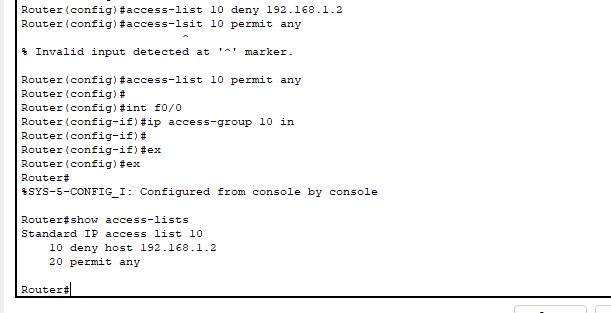 Router(config)#access-list 10 deny 192.168.1.2
Router(config)#access-lsit 10 permit any
^
% Invalid input detected at '^' marker.
Router(config)#access-list 10 permit any
Router(config)#
Router(config)#int f0/0
Router(config-if)#ip access-group 10 in
Router(config-if)#
Router(config-if)#ex
Router(config)#ex
Router#
%SYS-5-CONFIG_I: Configured from console by console
Router#show access-lists
Standard IP access list 10
10 deny host 192.168.1.2
20 permit any
Router#